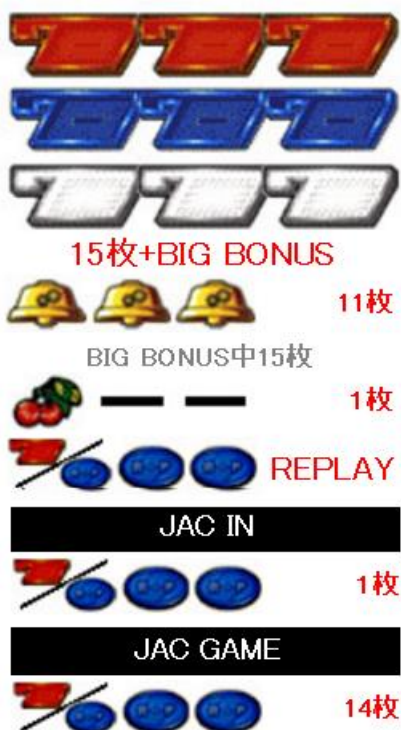 15枚+BIG BONUS
11枚
BIG BONUS中15枚
1枚
REPLAY
JAC IN
1枚
JAC GAME
14枚